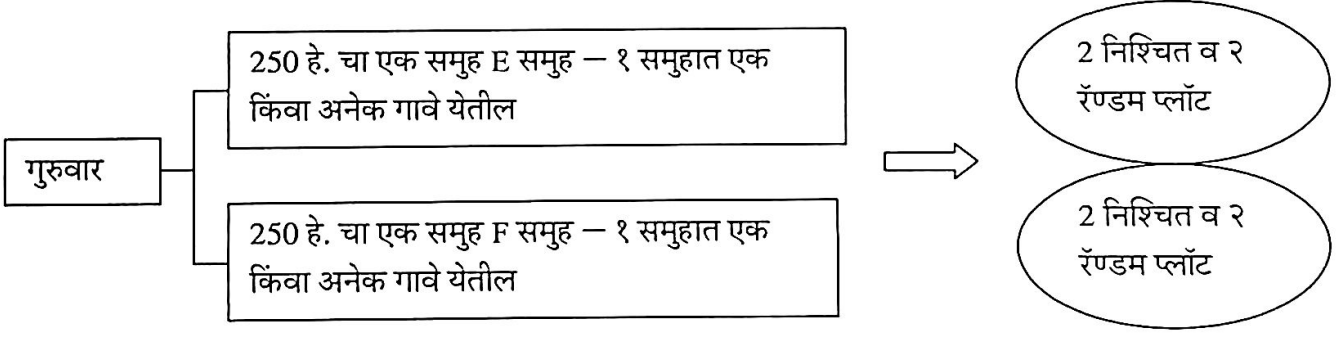 गुरुवार
250 हे. चा एक समुह E समुह – १ समुहात एक
किंवा अनेक गावे येतील
250 हे. चा एक समुह F समुह – १ समुहात एक
किंवा अनेक गावे येतील
2 निश्चित व २
रॅण्डम प्लॉट
2 निश्चित व २
रॅण्डम प्लॉट